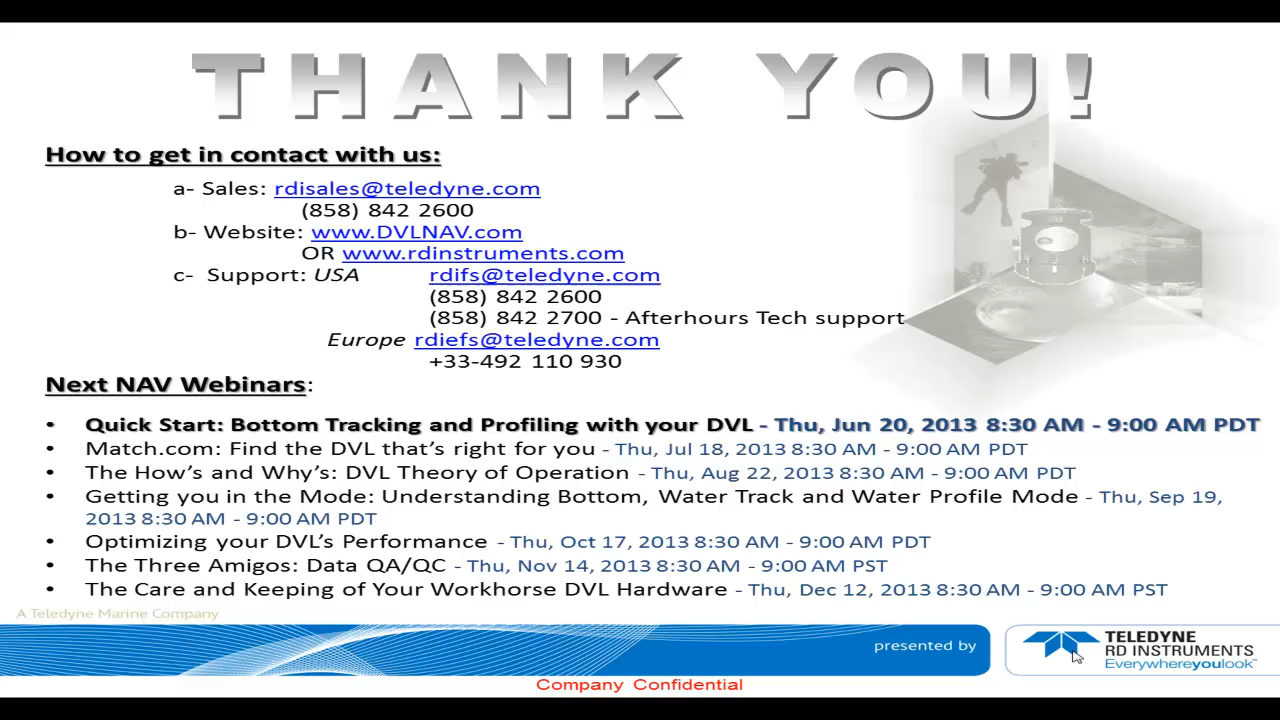 THANK YOU!
How to get in contact with us:
a- Sales: rdisales@teledyne.com
(858) 842 2600
b- Website: www.DVLNAV.com
OR www.rdinstruments.com
c- Support: USA rdifs@teledyne.com
(858) 842 2600
(858) 842 2700 - Afterhours Tech support
Europe rdiefs@teledyne.com
+33-492 110 930
Next NAV Webinars:
• Quick Start: Bottom Tracking and Profiling with your DVL - Thu, Jun 20, 2013 8:30 AM - 9:00 AM PDT
• Match.com: Find the DVL that's right for you - Thu, Jul 18, 2013 8:30 AM - 9:00 AM PDT
• The How's and Why's: DVL Theory of Operation - Thu, Aug 22, 2013 8:30 AM - 9:00 AM PDT
• Getting you in the Mode: Understanding Bottom, Water Track and Water Profile Mode - Thu, Sep 19,
2013 8:30 AM - 9:00 AM PDT
• Optimizing your DVL's Performance - Thu, Oct 17, 2013 8:30 AM - 9:00 AM PDT
• The Three Amigos: Data QA/QC - Thu, Nov 14, 2013 8:30 AM - 9:00 AM PST
• The Care and Keeping of Your Workhorse DVL Hardware - Thu, Dec 12, 2013 8:30 AM - 9:00 AM PST
A Teledyne Marine Company
presented by
TELEDYNE
RD INSTRUMENTS
Everywhereyoulook™
Company Confidential